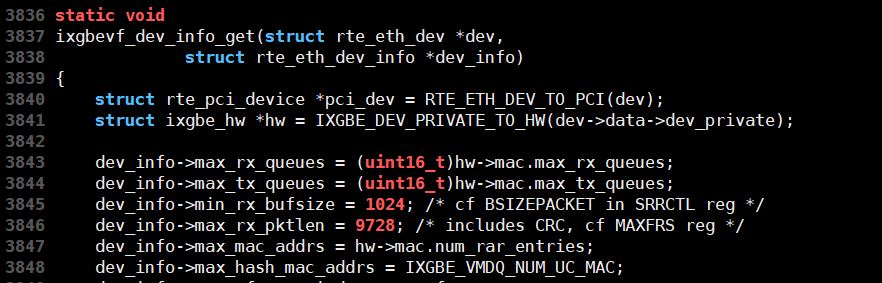 3836 static void
3837 ixgbevf_dev_info_get(struct rte_eth_dev *dev,
3838              struct rte_eth_dev_info *dev_info)
3839 {
3840     struct rte_pci_device *pci_dev = RTE_ETH_DEV_TO_PCI(dev);
3841     struct ixgbe_hw *hw = IXGBE_DEV_PRIVATE_TO_HW(dev->data->dev_private);
3842
3843     dev_info->max_rx_queues = (uint16_t)hw->mac.max_rx_queues;
3844     dev_info->max_tx_queues = (uint16_t)hw->mac.max_tx_queues;
3845     dev_info->min_rx_bufsize = 1024; /* cf BSIZEPACKET in SRRCTL reg */
3846     dev_info->max_rx_pktlen = 9728; /* includes CRC, cf MAXFRS reg */
3847     dev_info->max_mac_addrs = hw->mac.num_rar_entries;
3848     dev_info->max_hash_mac_addrs = IXGBE_VMDQ_NUM_UC_MAC;